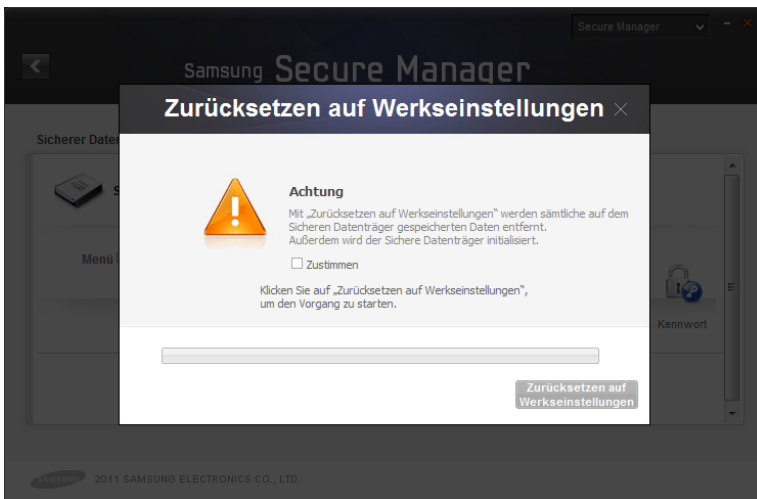 Secure Manager
Samsung Secure Manager
Zurücksetzen auf Werkseinstellungen
Sicherer Daten
Achtung
Mit „Zurücksetzen auf Werkseinstellungen“ werden sämtliche auf dem
Sicheren Datenträger gespeicherten Daten entfernt.
Außerdem wird der Sichere Datenträger initialisiert.
Menü
Zustimmen
Klicken Sie auf „Zurücksetzen auf Werkseinstellungen“,
um den Vorgang zu starten.
Kennwort
Zurücksetzen auf
Werkseinstellungen
SAMSUNG 2011 SAMSUNG ELECTRONICS CO., LTD.